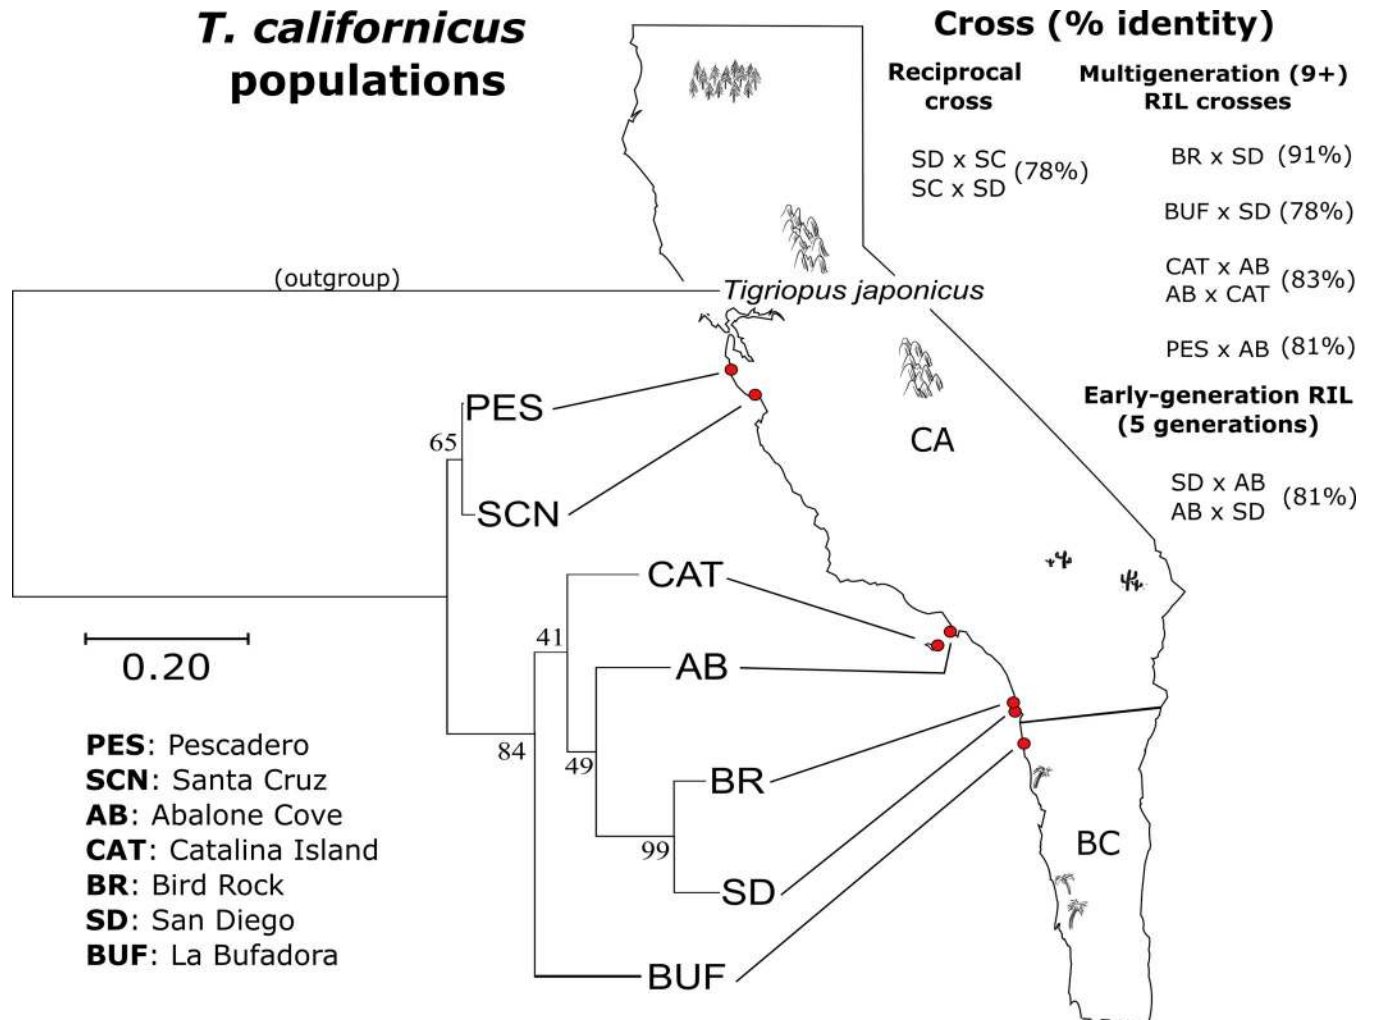 T. californicus
populations
Cross (% identity)
Reciprocal
cross
SD x SC
SC x SD
(78%)
Multigeneration (9+)
RIL crosses
BR x SD (91%)
BUF x SD (78%)
CAT x AB
AB x CAT
(83%)
PES x AB (81%)
Early-generation RIL
(5 generations)
SD x AB
AB x SD
(81%)
(outgroup)
Tigriopus japonicus
PES
65
SCN
CA
CAT
41
AB
84
49
BR
99
SD
BUF
BC
0.20
PES: Pescadero
SCN: Santa Cruz
AB: Abalone Cove
CAT: Catalina Island
BR: Bird Rock
SD: San Diego
BUF: La Bufadora